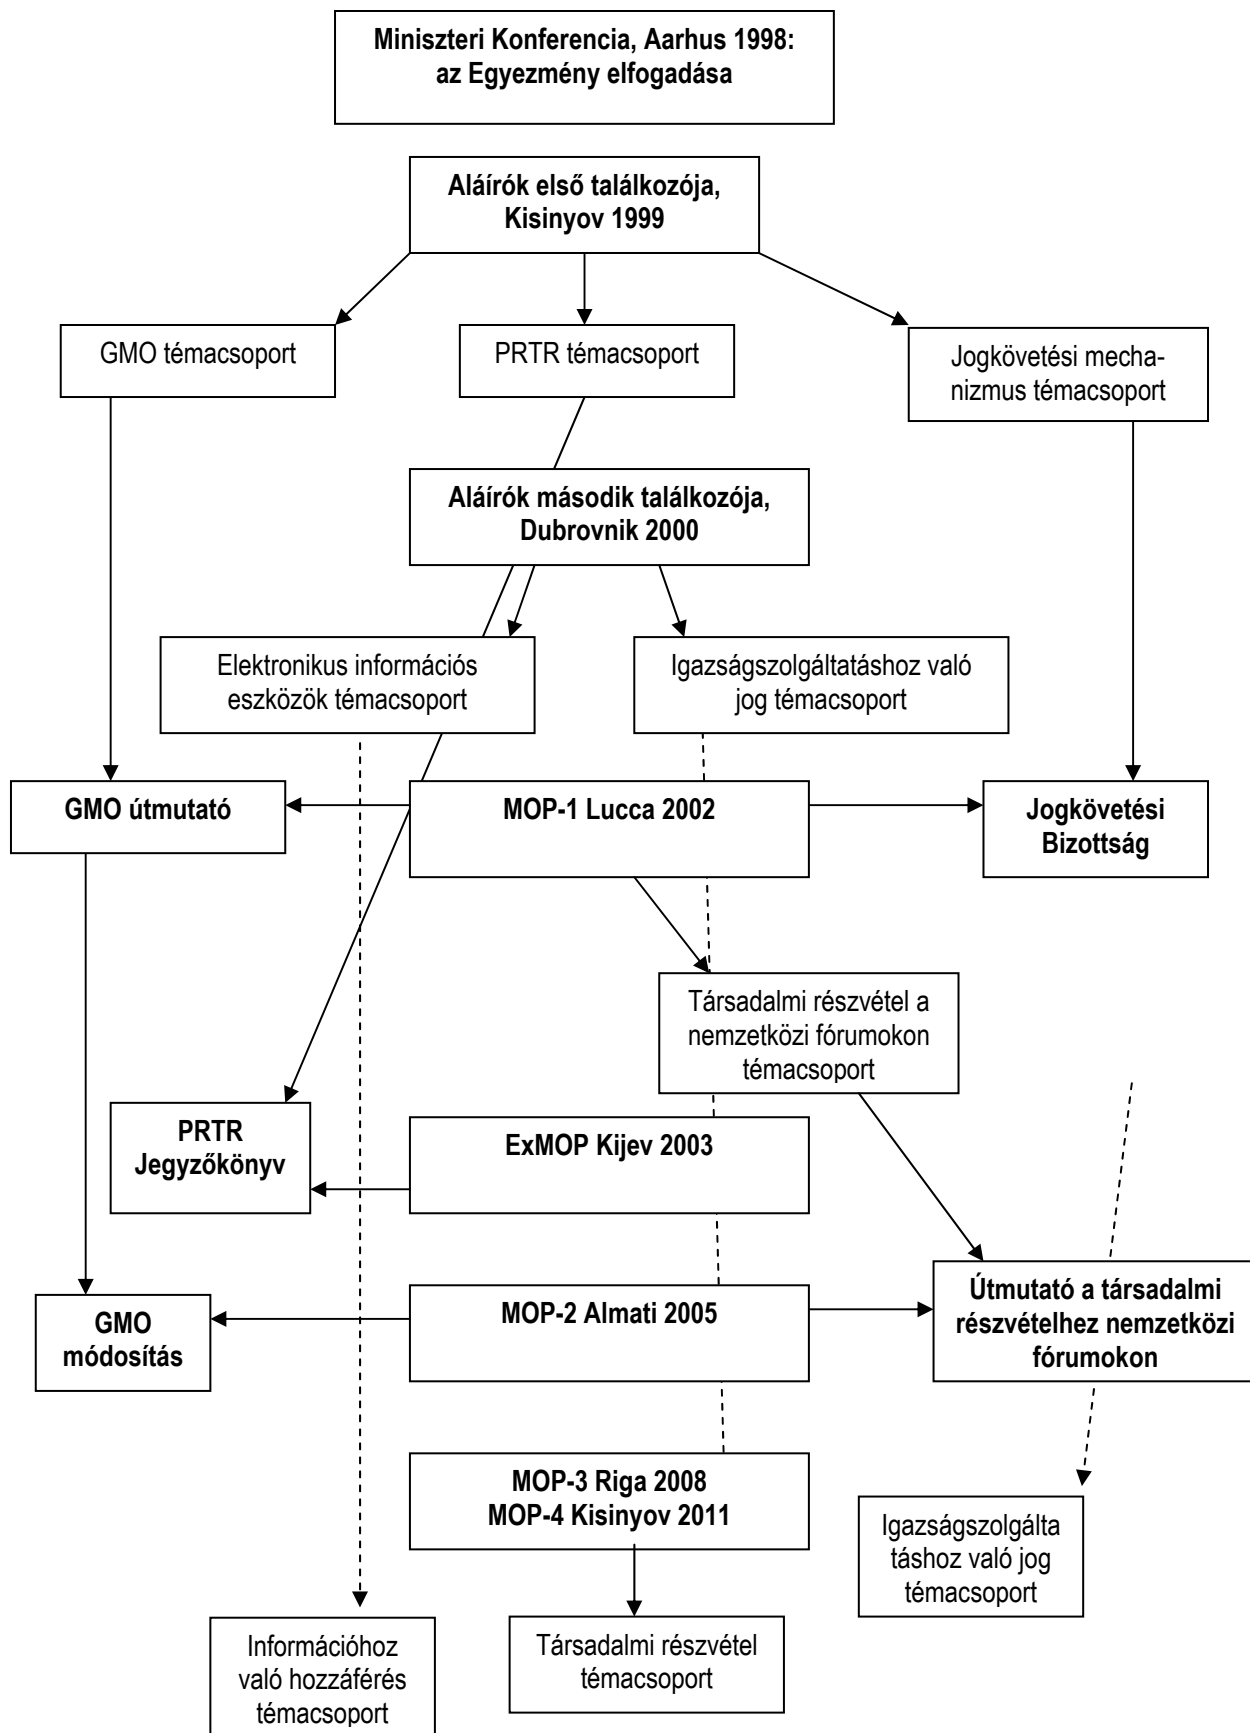 Miniszteri Konferencia, Aarhus 1998:
az Egyezmény elfogadása
Aláírók első találkozója,
Kisinyov 1999
GMO témacsoport
PRTR témacsoport
Jogkövetési mecha-
nizmus témacsoport
Aláírók második találkozója,
Dubrovnik 2000
Elektronikus információs
eszközök témacsoport
Igazságszolgáltatáshoz való
jog témacsoport
GMO útmutató
MOP-1 Lucca 2002
Jogkövetési
Bizottság
Társadalmi részvétel a
nemzetközi fórumokon
témacsoport
PRTR
Jegyzőkönyv
ExMOP Kijev 2003
GMO
módosítás
MOP-2 Almati 2005
Útmutató a társadalmi
részvételhez nemzetközi
fórumokon
MOP-3 Riga 2008
MOP-4 Kisinyov 2011
Igazságszolgálta
táshoz való jog
témacsoport
Információhoz
való hozzáférés
témacsoport
Társadalmi részvétel
témacsoport